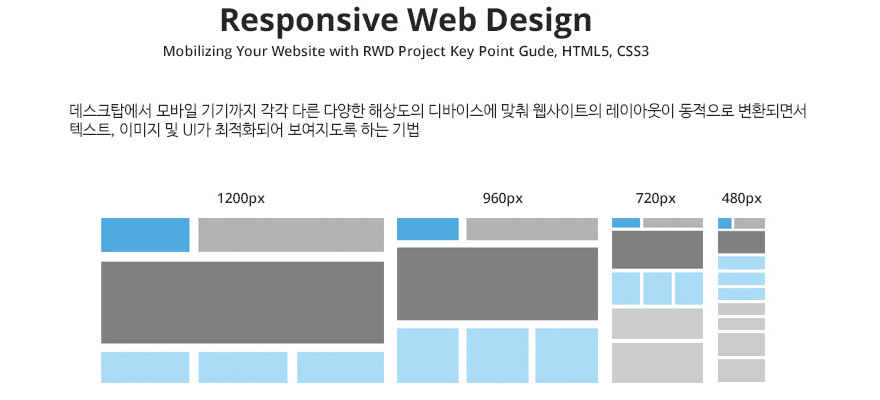 Responsive Web Design
Mobilizing Your Website with RWD Project Key Point Gude, HTML5, CSS3
데스크탑에서 모바일 기기까지 각각 다른 다양한 해상도의 디바이스에 맞춰 웹사이트의 레이아웃이 동적으로 변환되면서
텍스트, 이미지 및 UI가 최적화되어 보여지도록 하는 기법
1200px 960px 720px 480px